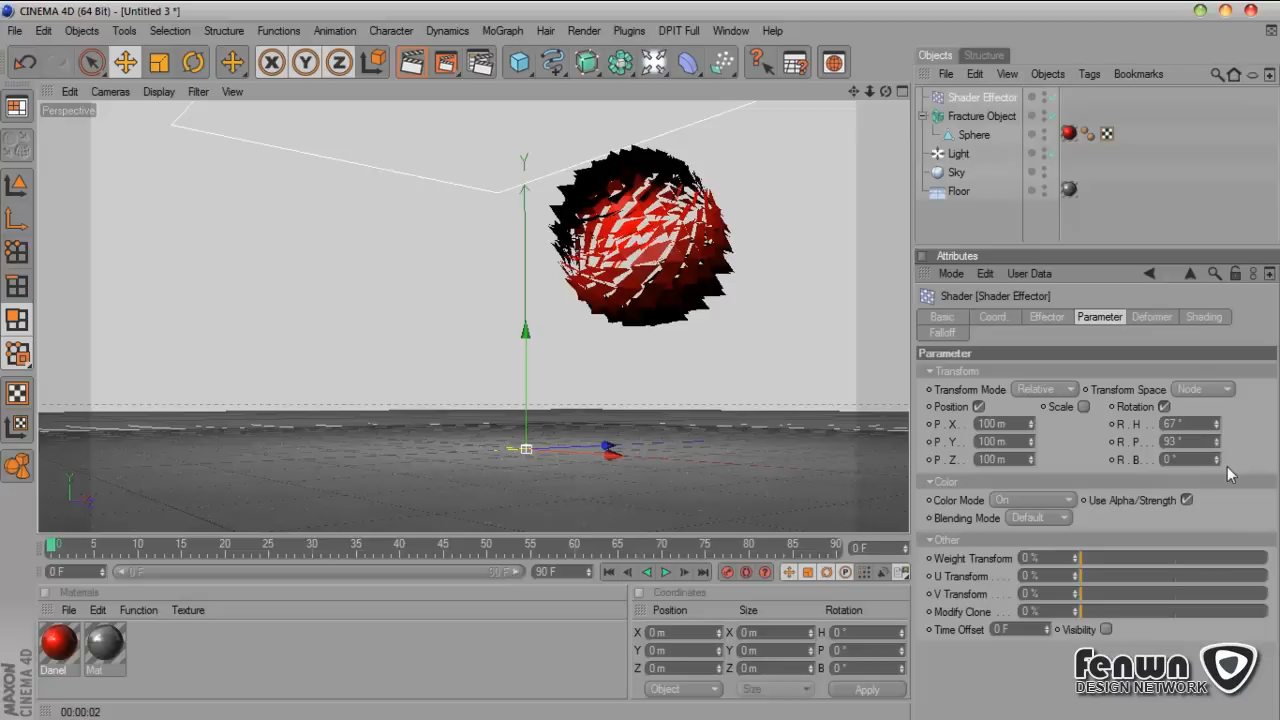 CINEMA 4D (64 Bit) - [Untitled 3 *]
File Edit Objects Tools Selection Structure Functions Animation Character Dynamics MoGraph Hair Render Plugins DPIT Full Window Help
X Y Z
Edit Cameras Display Filter View
Perspective
Y
Y
Z
0 5 10 15 20 25 30 35 40 45 50 55 60 65 70 75 80 85 90 0 F
0 F 0 F 90 F 90 F
Materials
File Edit Function Texture
Danel Mat
Coordinates
Position Size Rotation
X 0 m X 0 m H 0 °
Y 0 m Y 0 m P 0 °
Z 0 m Z 0 m B 0 °
Object Size Apply
MAXON
CINEMA 4D
00:00:02
Objects Structure
File Edit View Objects Tags Bookmarks
Shader Effector
Fracture Object
Sphere
Light
Sky
Floor
Attributes
Mode Edit User Data
Shader [Shader Effector]
Basic Coord. Effector Parameter Deformer Shading
Falloff
Parameter
Transform
Transform Mode Relative Transform Space Node
Position Scale Rotation
P . X . . . 100 m R . H . . . 67 °
P . Y . . . 100 m R . P . . . 93 °
P . Z . . . 100 m R . B . . . 0 °
Color
Color Mode On Use Alpha/Strength
Blending Mode Default
Other
Weight Transform 0 %
U Transform . . . . 0 %
V Transform . . . . 0 %
Modify Clone . . . 0 %
Time Offset 0 F Visibility
fenwn
DESIGN NETWORK